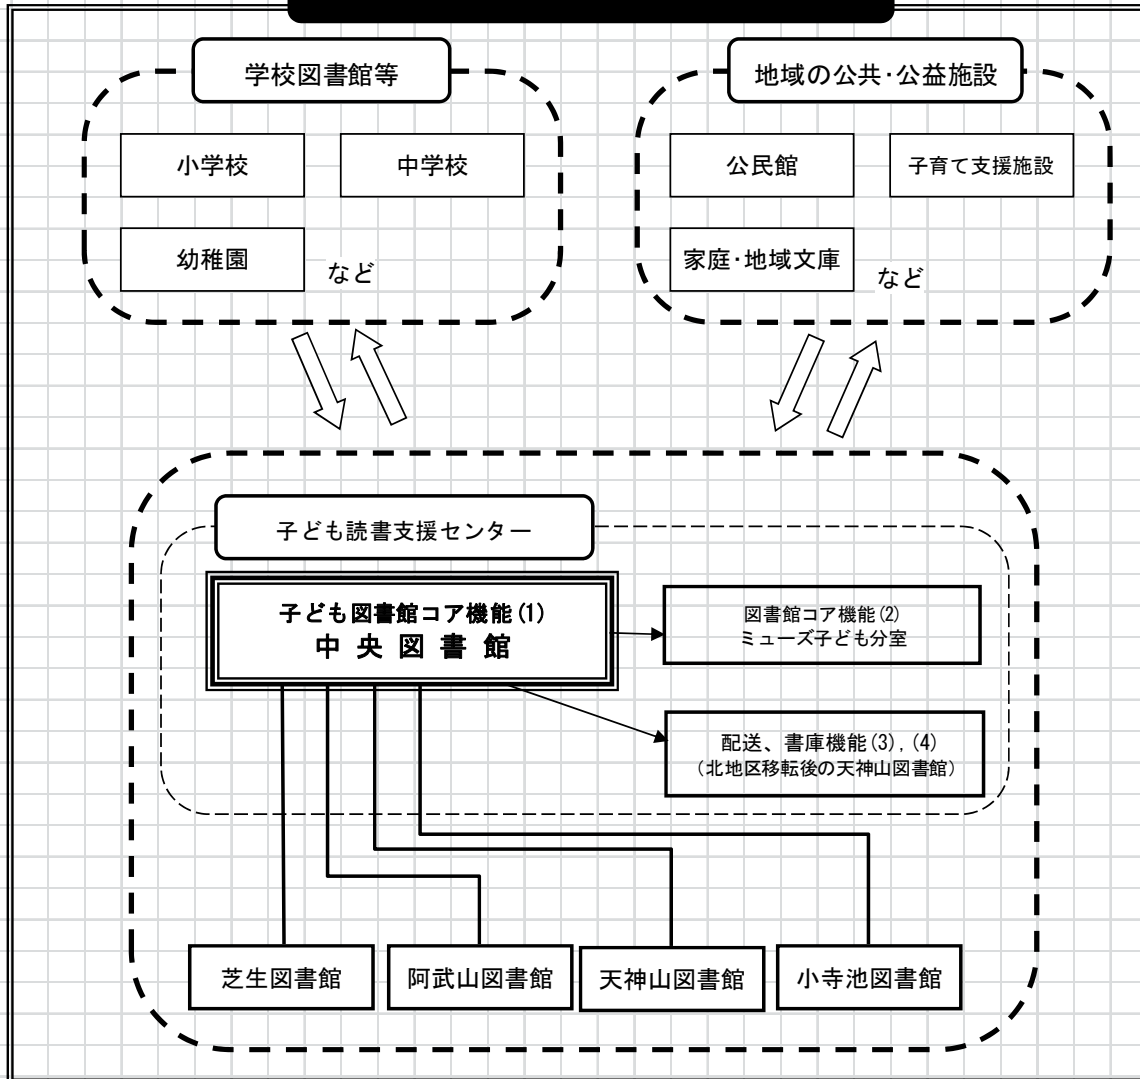 学校図書館等
小学校
中学校
幼稚園
など
地域の公共・公益施設
公民館
子育て支援施設
家庭・地域文庫
など
子ども読書支援センター
子ども図書館コア機能(1)
中央図書館
図書館コア機能(2)
ミューズ子ども分室
配送、書庫機能(3),(4)
(北地区移転後の天神山図書館)
芝生図書館
阿武山図書館
天神山図書館
小寺池図書館